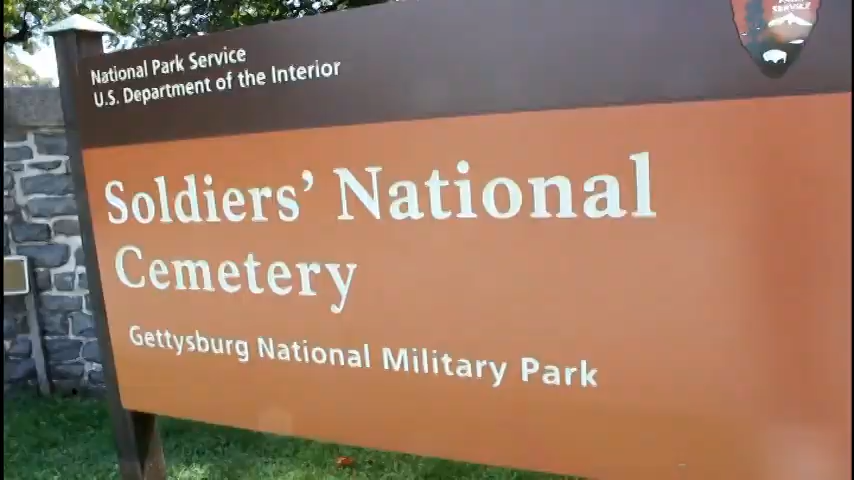 National Park Service
U.S. Department of the Interior
Soldiers' National
Cemetery
Gettysburg National Military Park